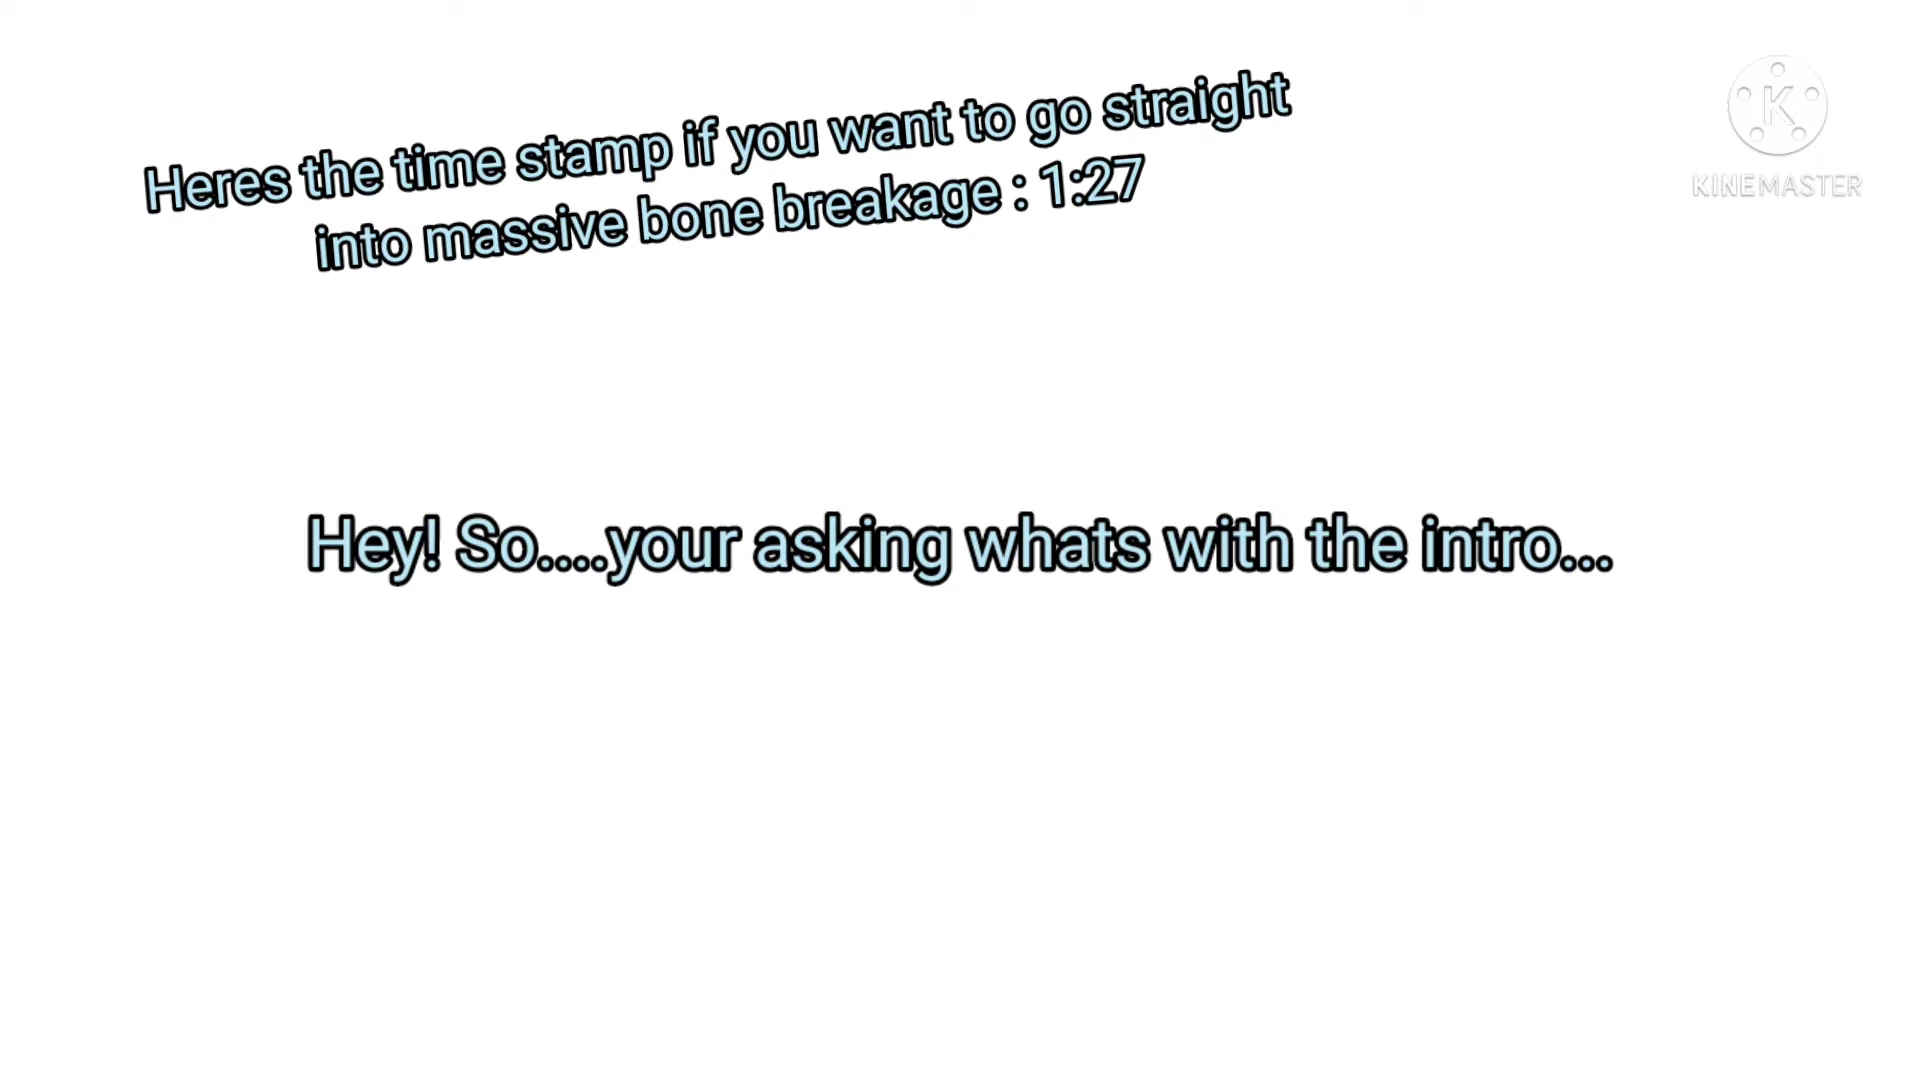 Heres the time stamp if you want to go straight
into massive bone breakage : 1:27
K
KINEMASTER
Hey! So....your asking whats with the intro...